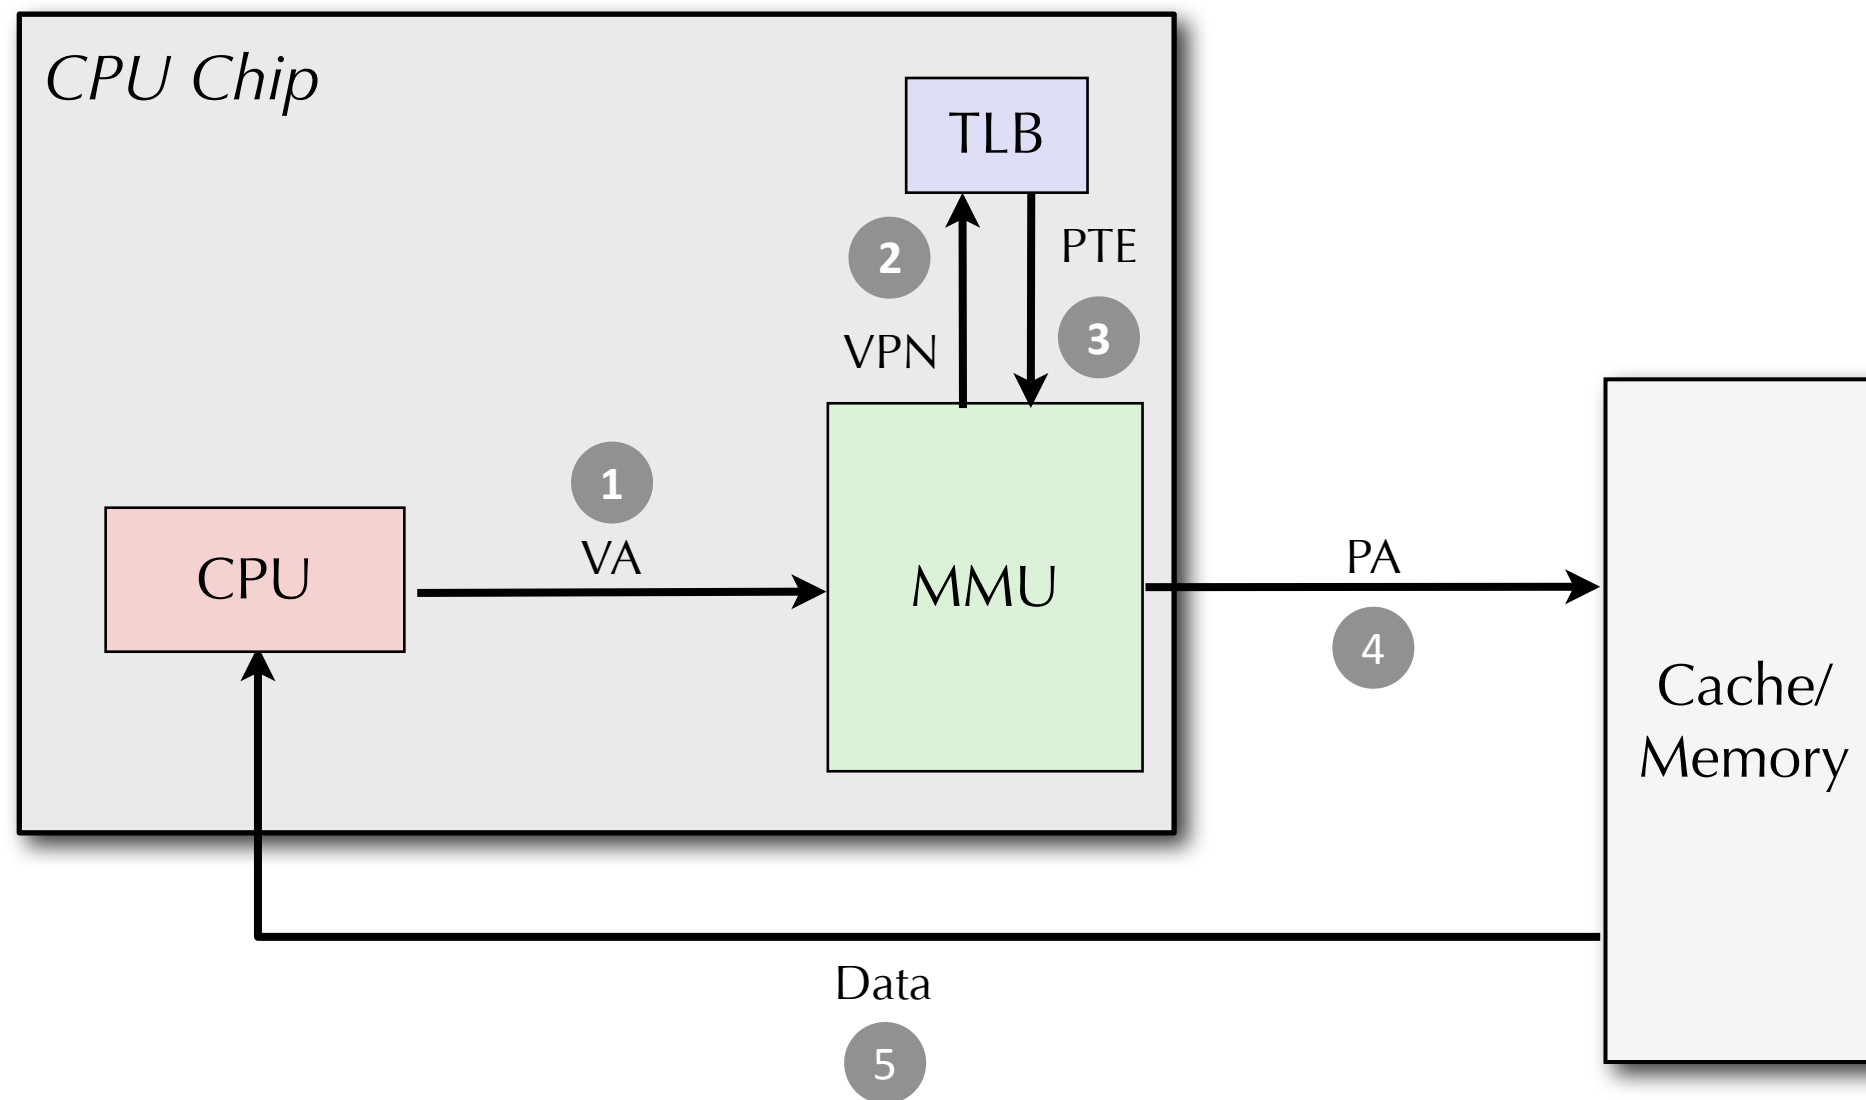 CPU Chip
TLB
2
PTE
VPN
3
1
VA
CPU
MMU
PA
4
Cache/
Memory
Data
5